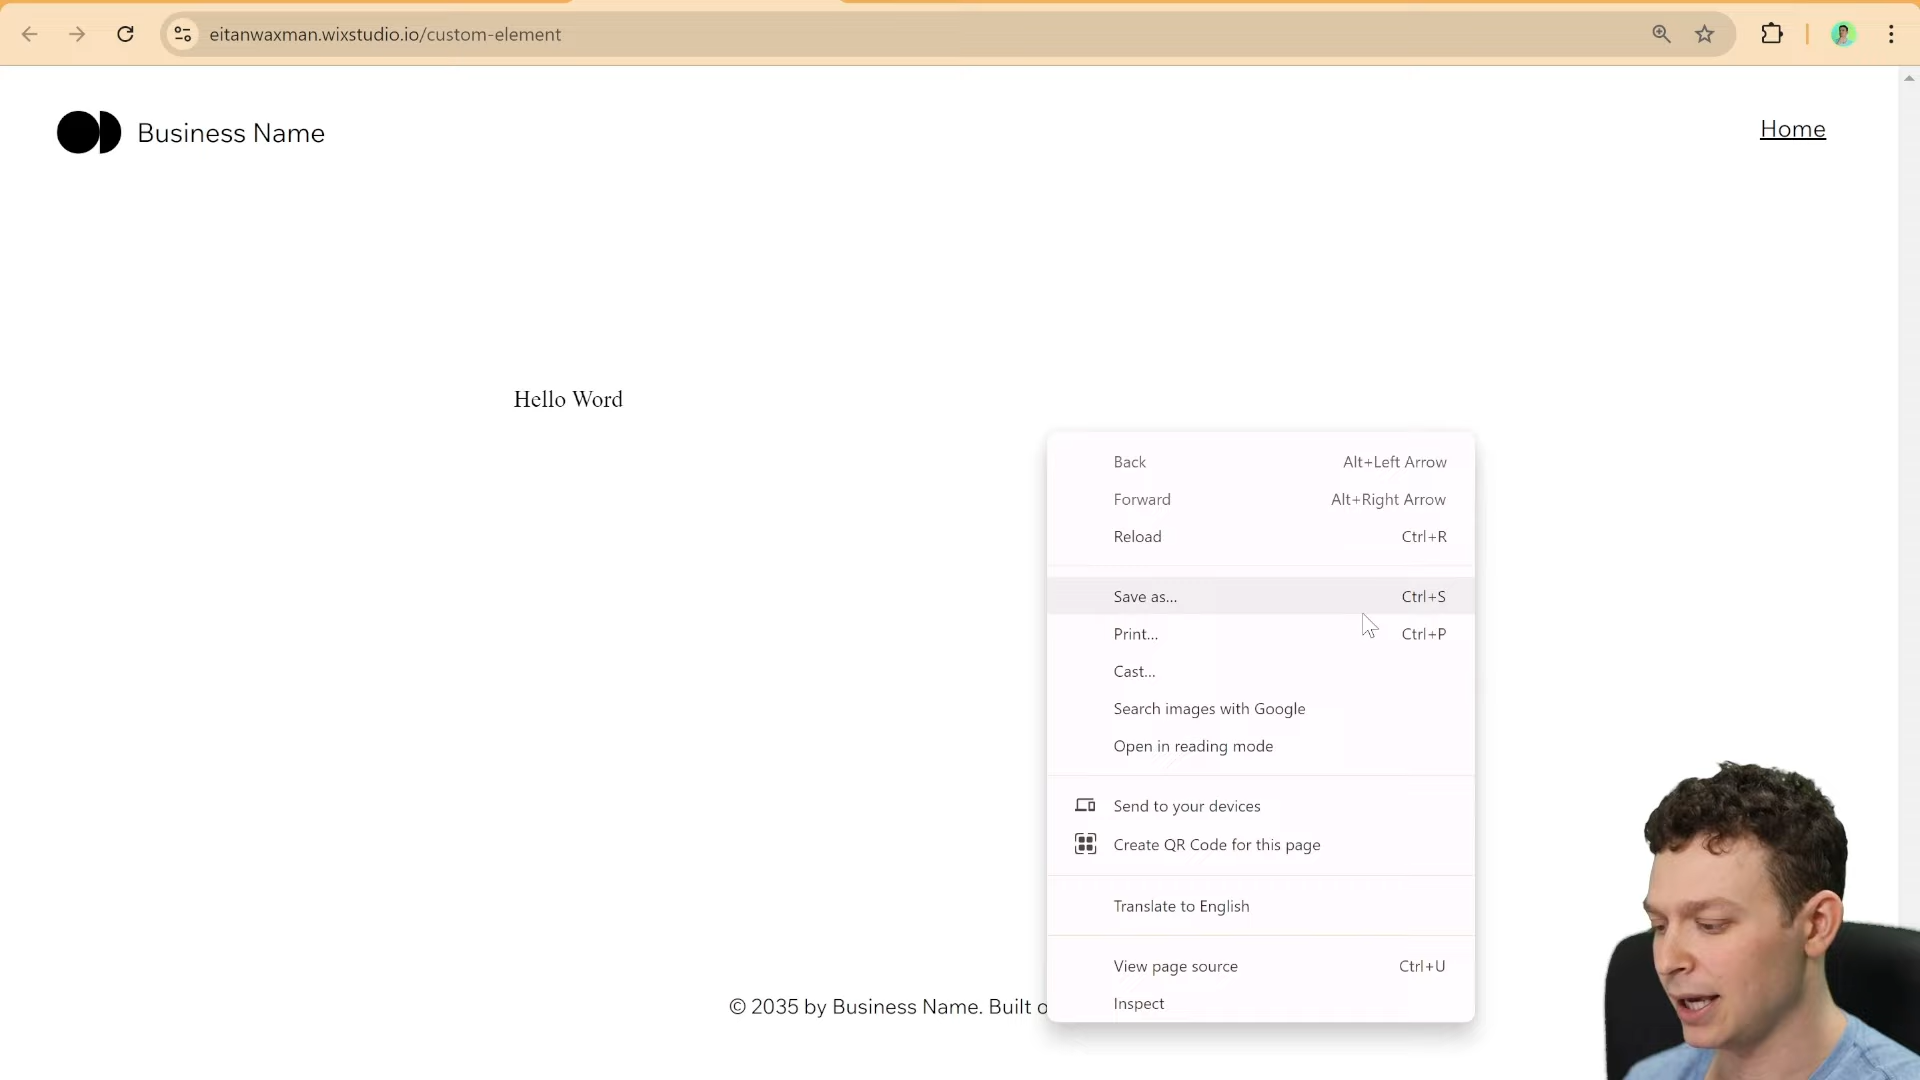 eitanwaxman.wixstudio.io/custom-element
Business Name
Home
Hello Word
Back Alt+Left Arrow
Forward Alt+Right Arrow
Reload Ctrl+R
Save as... Ctrl+S
Print... Ctrl+P
Cast...
Search images with Google
Open in reading mode
Send to your devices
Create QR Code for this page
Translate to English
View page source Ctrl+U
Inspect
© 2035 by Business Name. Built